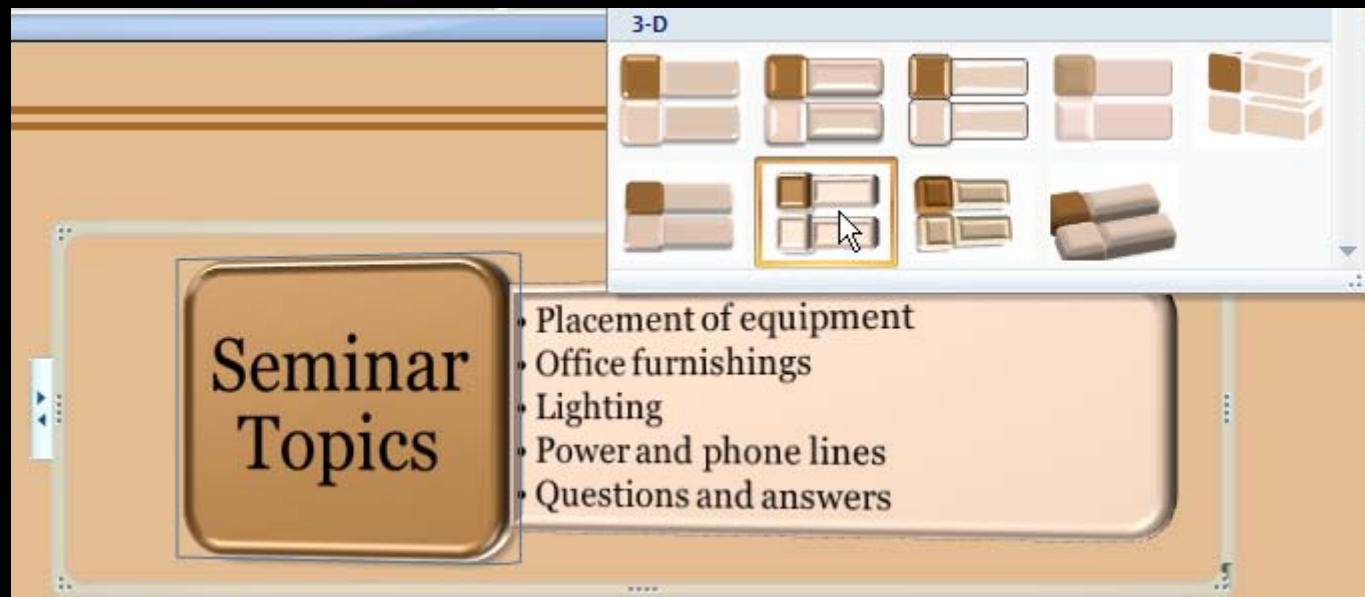 3-D
Seminar
Topics
• Placement of equipment
• Office furnishings
• Lighting
• Power and phone lines
• Questions and answers